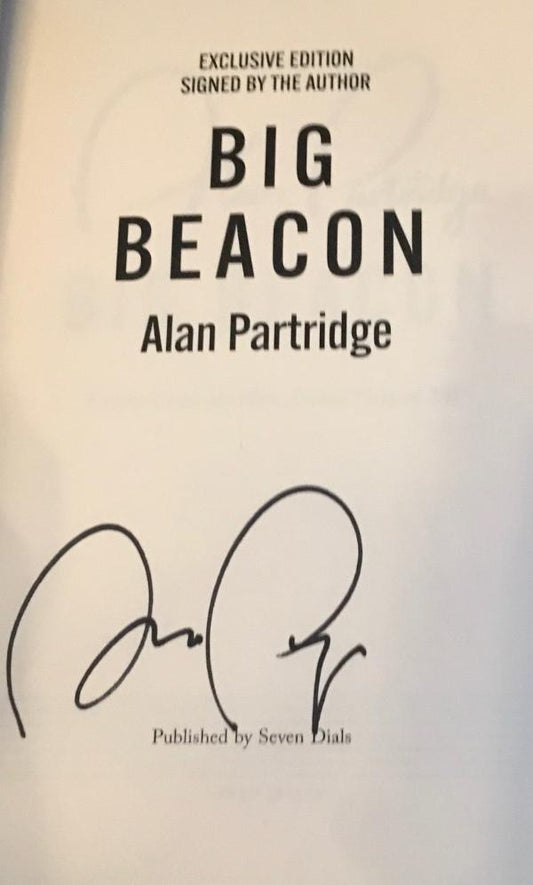 EXCLUSIVE EDITION
SIGNED BY THE AUTHOR
BIG
BEACON
Alan Partridge
Published by Seven Dials